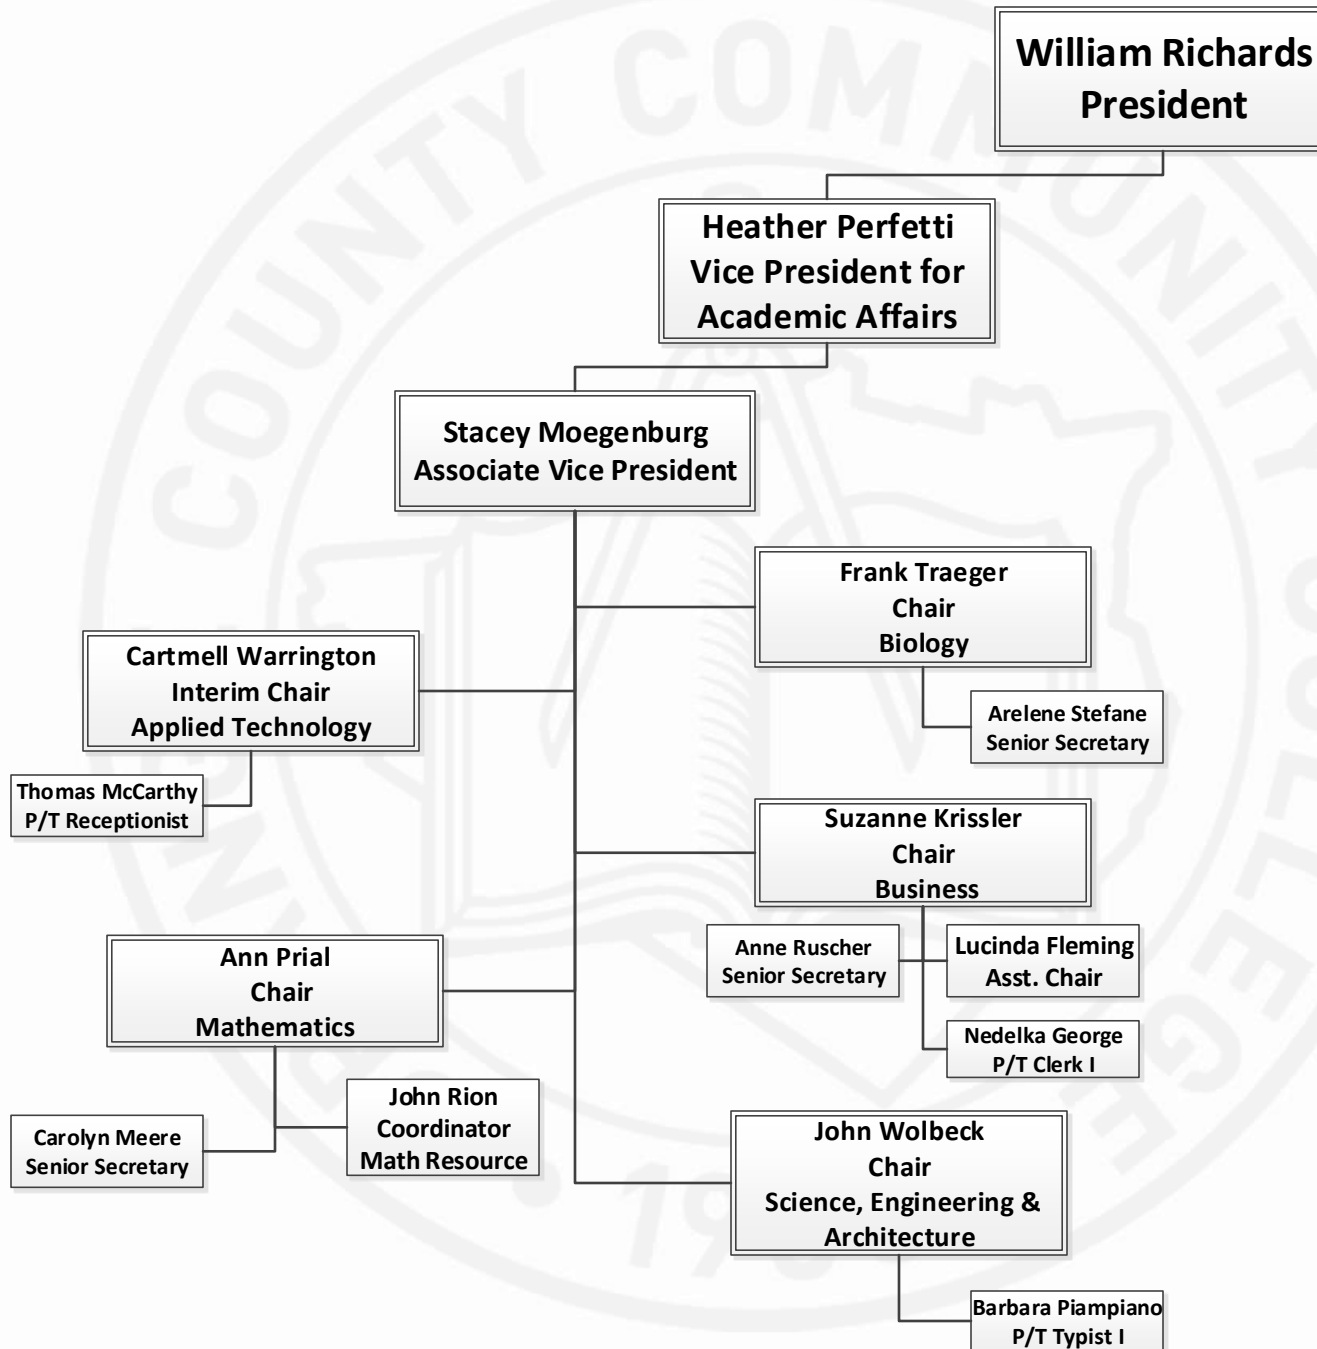 William Richards
President
Heather Perfetti
Vice President for
Academic Affairs
Stacey Moegenburg
Associate Vice President
Frank Traeger
Chair
Biology
Arelene Stefane
Senior Secretary
Cartmell Warrington
Interim Chair
Applied Technology
Thomas McCarthy
P/T Receptionist
Suzanne Krissler
Chair
Business
Anne Ruscher
Senior Secretary
Lucinda Fleming
Asst. Chair
Nedelka George
P/T Clerk I
Ann Prial
Chair
Mathematics
John Rion
Coordinator
Math Resource
Carolyn Meere
Senior Secretary
John Wolbeck
Chair
Science, Engineering &
Architecture
Barbara Piampiano
P/T Typist I
COUNTY COMMUNITY COLLEGE